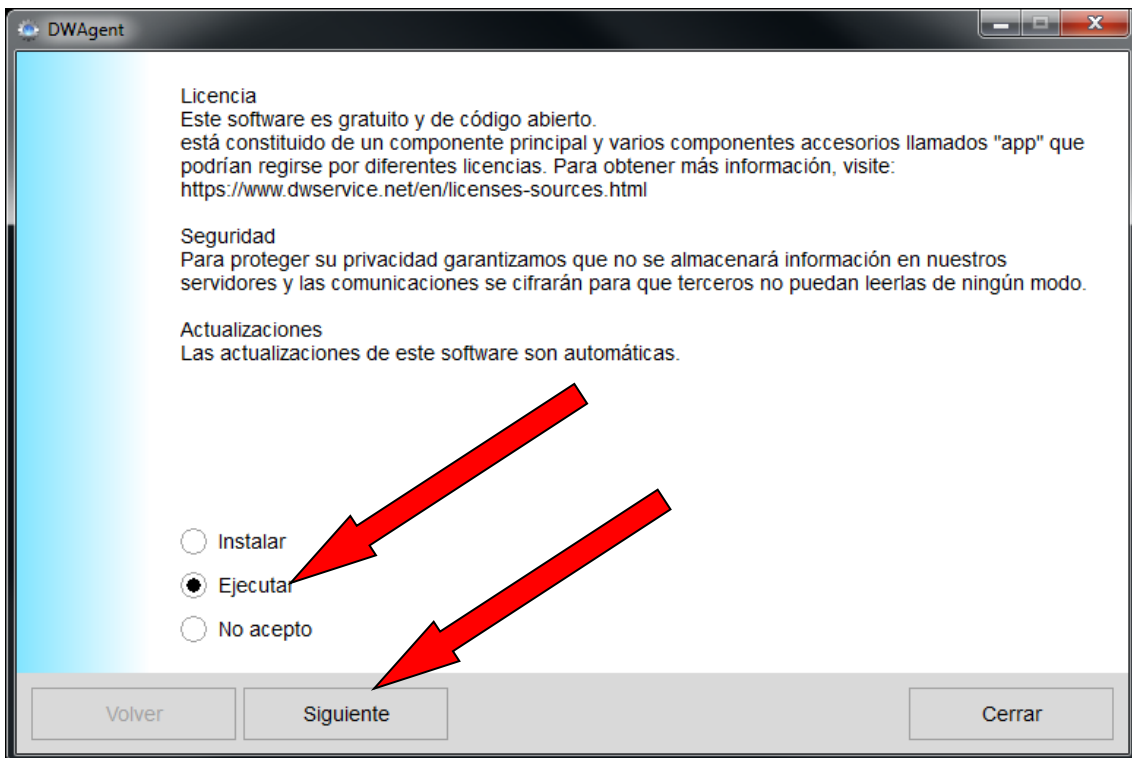 DWAgent
Licencia
Este software es gratuito y de código abierto.
está constituido de un componente principal y varios componentes accesorios llamados "app" que
podrían regirse por diferentes licencias. Para obtener más información, visite:
https://www.dwservice.net/en/licenses-sources.html
Seguridad
Para proteger su privacidad garantizamos que no se almacenará información en nuestros
servidores y las comunicaciones se cifrarán para que terceros no puedan leerlas de ningún modo.
Actualizaciones
Las actualizaciones de este software son automáticas.
Instalar
Ejecutar
No acepto
Volver Siguiente Cerrar